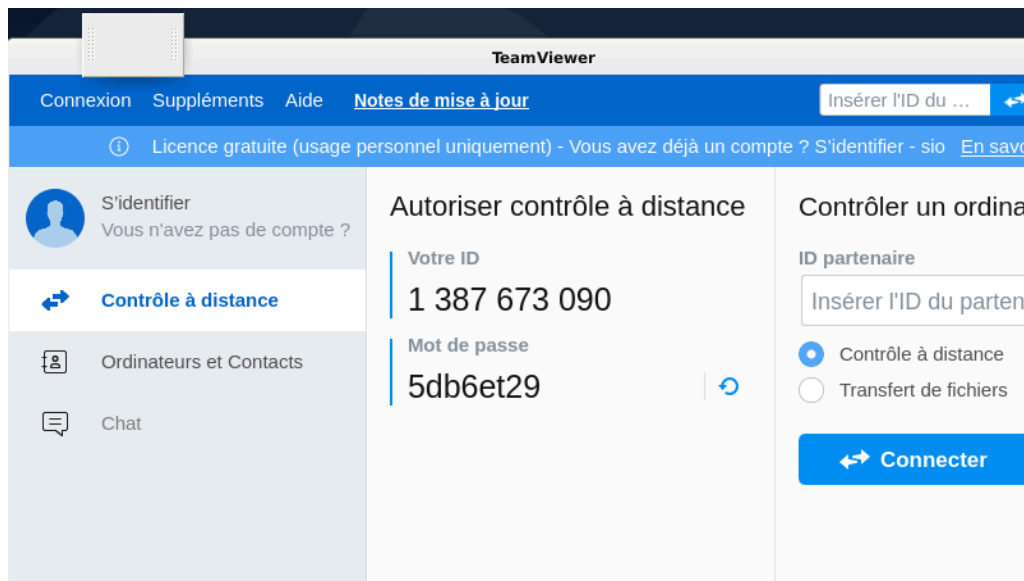 TeamViewer
Connexion Suppléments Aide Notes de mise à jour Insérer l'ID du ...
Licence gratuite (usage personnel uniquement) - Vous avez déjà un compte ? S'identifier - sio En savo
S'identifier
Vous n'avez pas de compte ?
Contrôle à distance
Ordinateurs et Contacts
Chat
Autoriser contrôle à distance
Votre ID
1 387 673 090
Mot de passe
5db6et29
Contrôler un ordina
ID partenaire
Insérer l'ID du parten
Contrôle à distance
Transfert de fichiers
Connecter